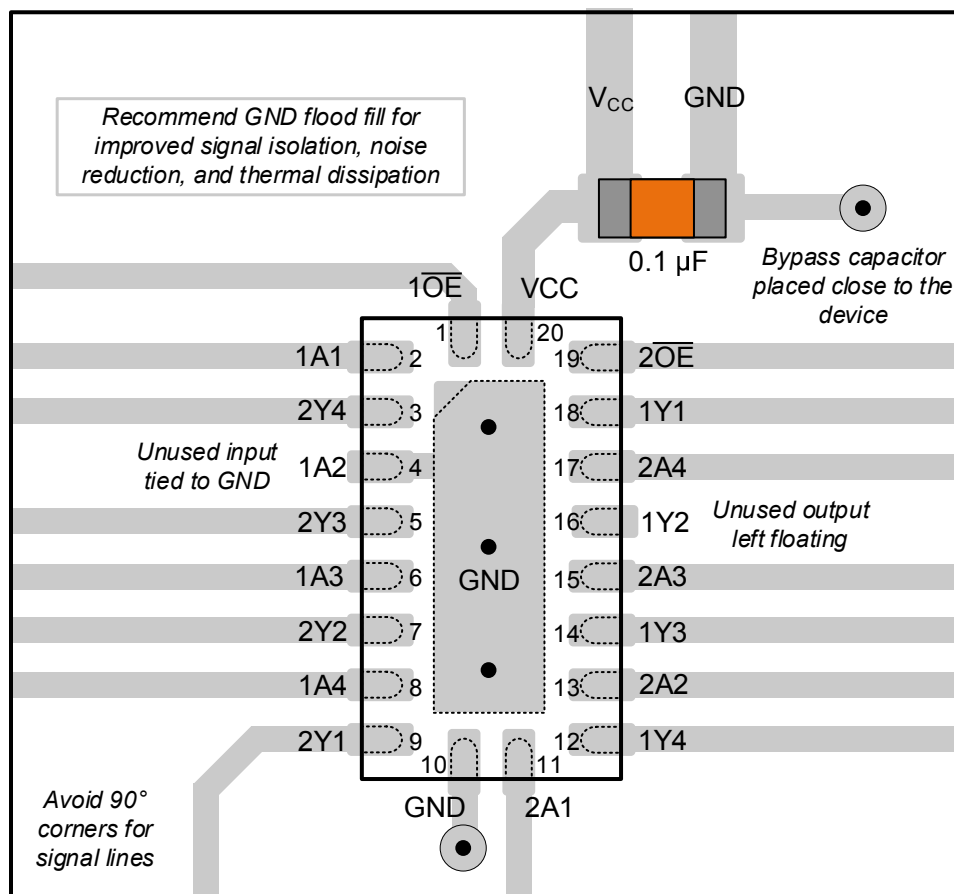 Recommend GND flood fill for
improved signal isolation, noise
reduction, and thermal dissipation
V_CC GND
0.1 µF
Bypass capacitor
placed close to the
device
1O̅E̅ VCC
1 20
1A1 2 19 2O̅E̅
2Y4 3 18 1Y1
Unused input
tied to GND
1A2 4 17 2A4
2Y3 5 16 1Y2
Unused output
left floating
1A3 6 GND 15 2A3
2Y2 7 14 1Y3
1A4 8 13 2A2
2Y1 9 12 1Y4
10 11
GND 2A1
Avoid 90°
corners for
signal lines